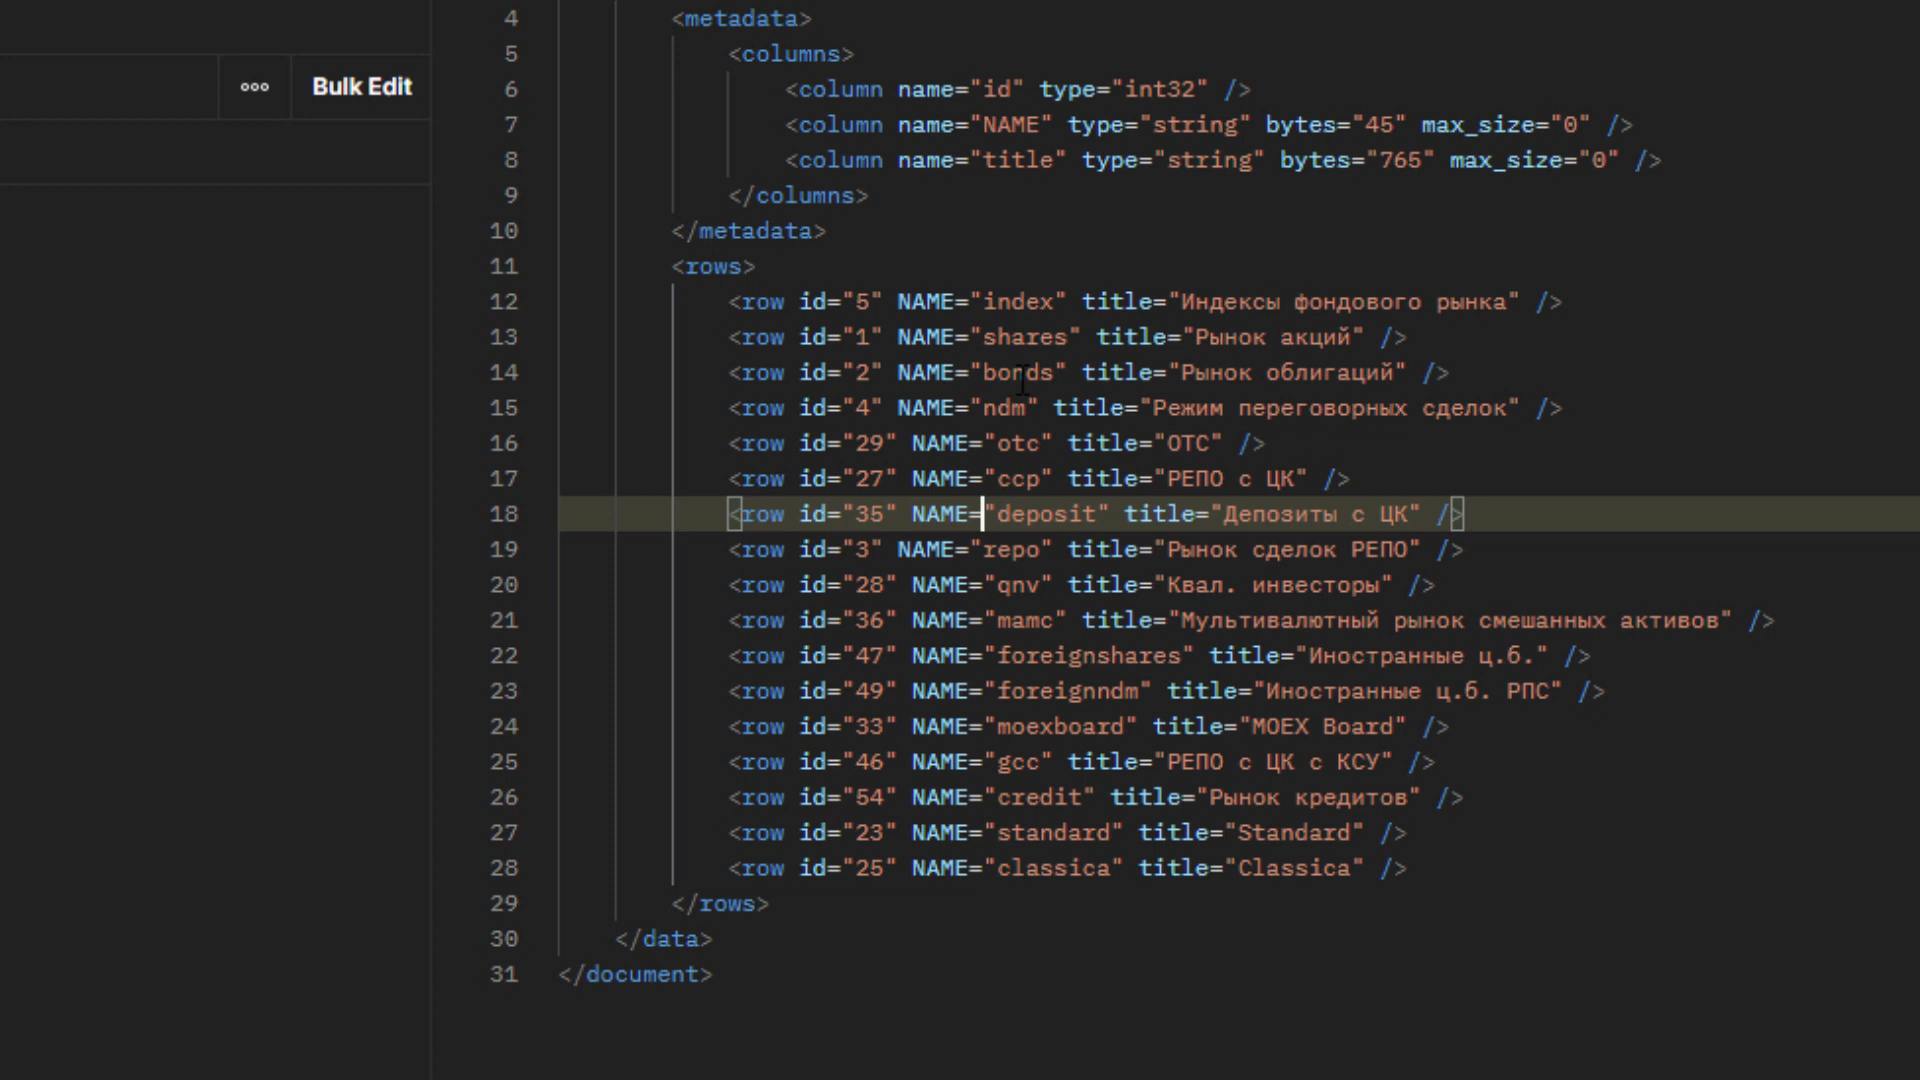 Bulk Edit
4 <metadata>
5 <columns>
6 <column name="id" type="int32" />
7 <column name="NAME" type="string" bytes="45" max_size="0" />
8 <column name="title" type="string" bytes="765" max_size="0" />
9 </columns>
10 </metadata>
11 <rows>
12 <row id="5" NAME="index" title="Индексы фондового рынка" />
13 <row id="1" NAME="shares" title="Рынок акций" />
14 <row id="2" NAME="bonds" title="Рынок облигаций" />
15 <row id="4" NAME="ndm" title="Режим переговорных сделок" />
16 <row id="29" NAME="otc" title="ОТС" />
17 <row id="27" NAME="ccp" title="РЕПО с ЦК" />
18 <row id="35" NAME="deposit" title="Депозиты с ЦК" />
19 <row id="3" NAME="repo" title="Рынок сделок РЕПО" />
20 <row id="28" NAME="qnv" title="Квал. инвесторы" />
21 <row id="36" NAME="mamc" title="Мультивалютный рынок смешанных активов" />
22 <row id="47" NAME="foreignshares" title="Иностранные ц.б." />
23 <row id="49" NAME="foreignndm" title="Иностранные ц.б. РПС" />
24 <row id="33" NAME="moexboard" title="MOEX Board" />
25 <row id="46" NAME="gcc" title="РЕПО с ЦК с КСУ" />
26 <row id="54" NAME="credit" title="Рынок кредитов" />
27 <row id="23" NAME="standard" title="Standard" />
28 <row id="25" NAME="classica" title="Classica" />
29 </rows>
30 </data>
31 </document>